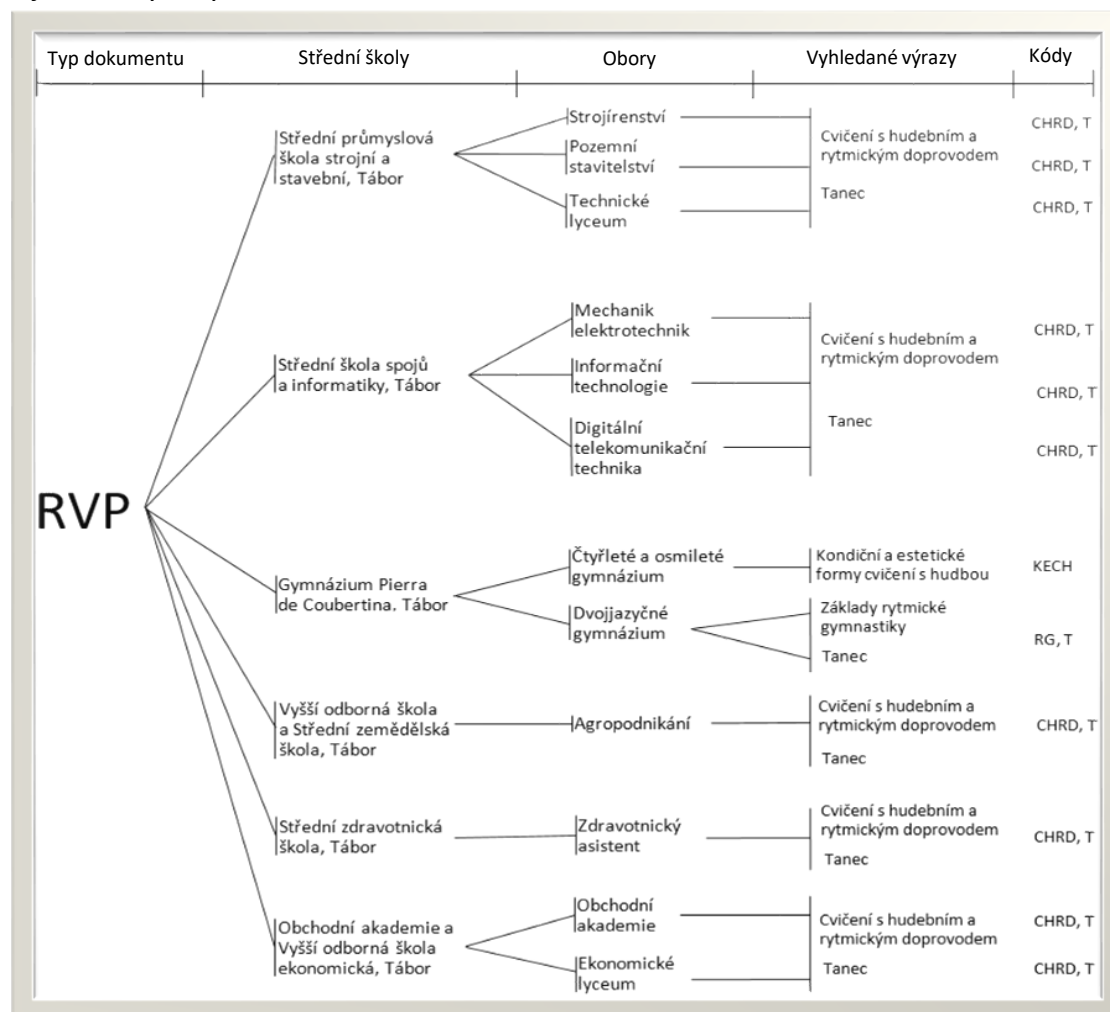 Typ dokumentu
Střední školy
Obory
Vyhledané výrazy
Kódy
RVP
Střední průmyslová
škola strojní a
stavební, Tábor
Strojírenství
Pozemní
stavitelství
Technické
lyceum
Cvičení s hudebním a
rytmickým doprovodem
Tanec
CHRD, T
CHRD, T
CHRD, T
Střední škola spojů
a informatiky, Tábor
Mechanik
elektrotechnik
Informační
technologie
Digitální
telekomunikační
technika
Cvičení s hudebním a
rytmickým doprovodem
Tanec
CHRD, T
CHRD, T
CHRD, T
Gymnázium Pierra
de Coubertina. Tábor
Čtyřleté a osmileté
gymnázium
Kondiční a estetické
formy cvičení s hudbou
KECH
Dvojjazyčné
gymnázium
Základy rytmické
gymnastiky
Tanec
RG, T
Vyšší odborná škola
a Střední zemědělská
škola, Tábor
Agropodnikání
Cvičení s hudebním a
rytmickým doprovodem
Tanec
CHRD, T
Střední zdravotnická
škola, Tábor
Zdravotnický
asistent
Cvičení s hudebním a
rytmickým doprovodem
Tanec
CHRD, T
Obchodní akademie a
Vyšší odborná škola
ekonomická, Tábor
Obchodní
akademie
Ekonomické
lyceum
Cvičení s hudebním a
rytmickým doprovodem
Tanec
CHRD, T
CHRD, T